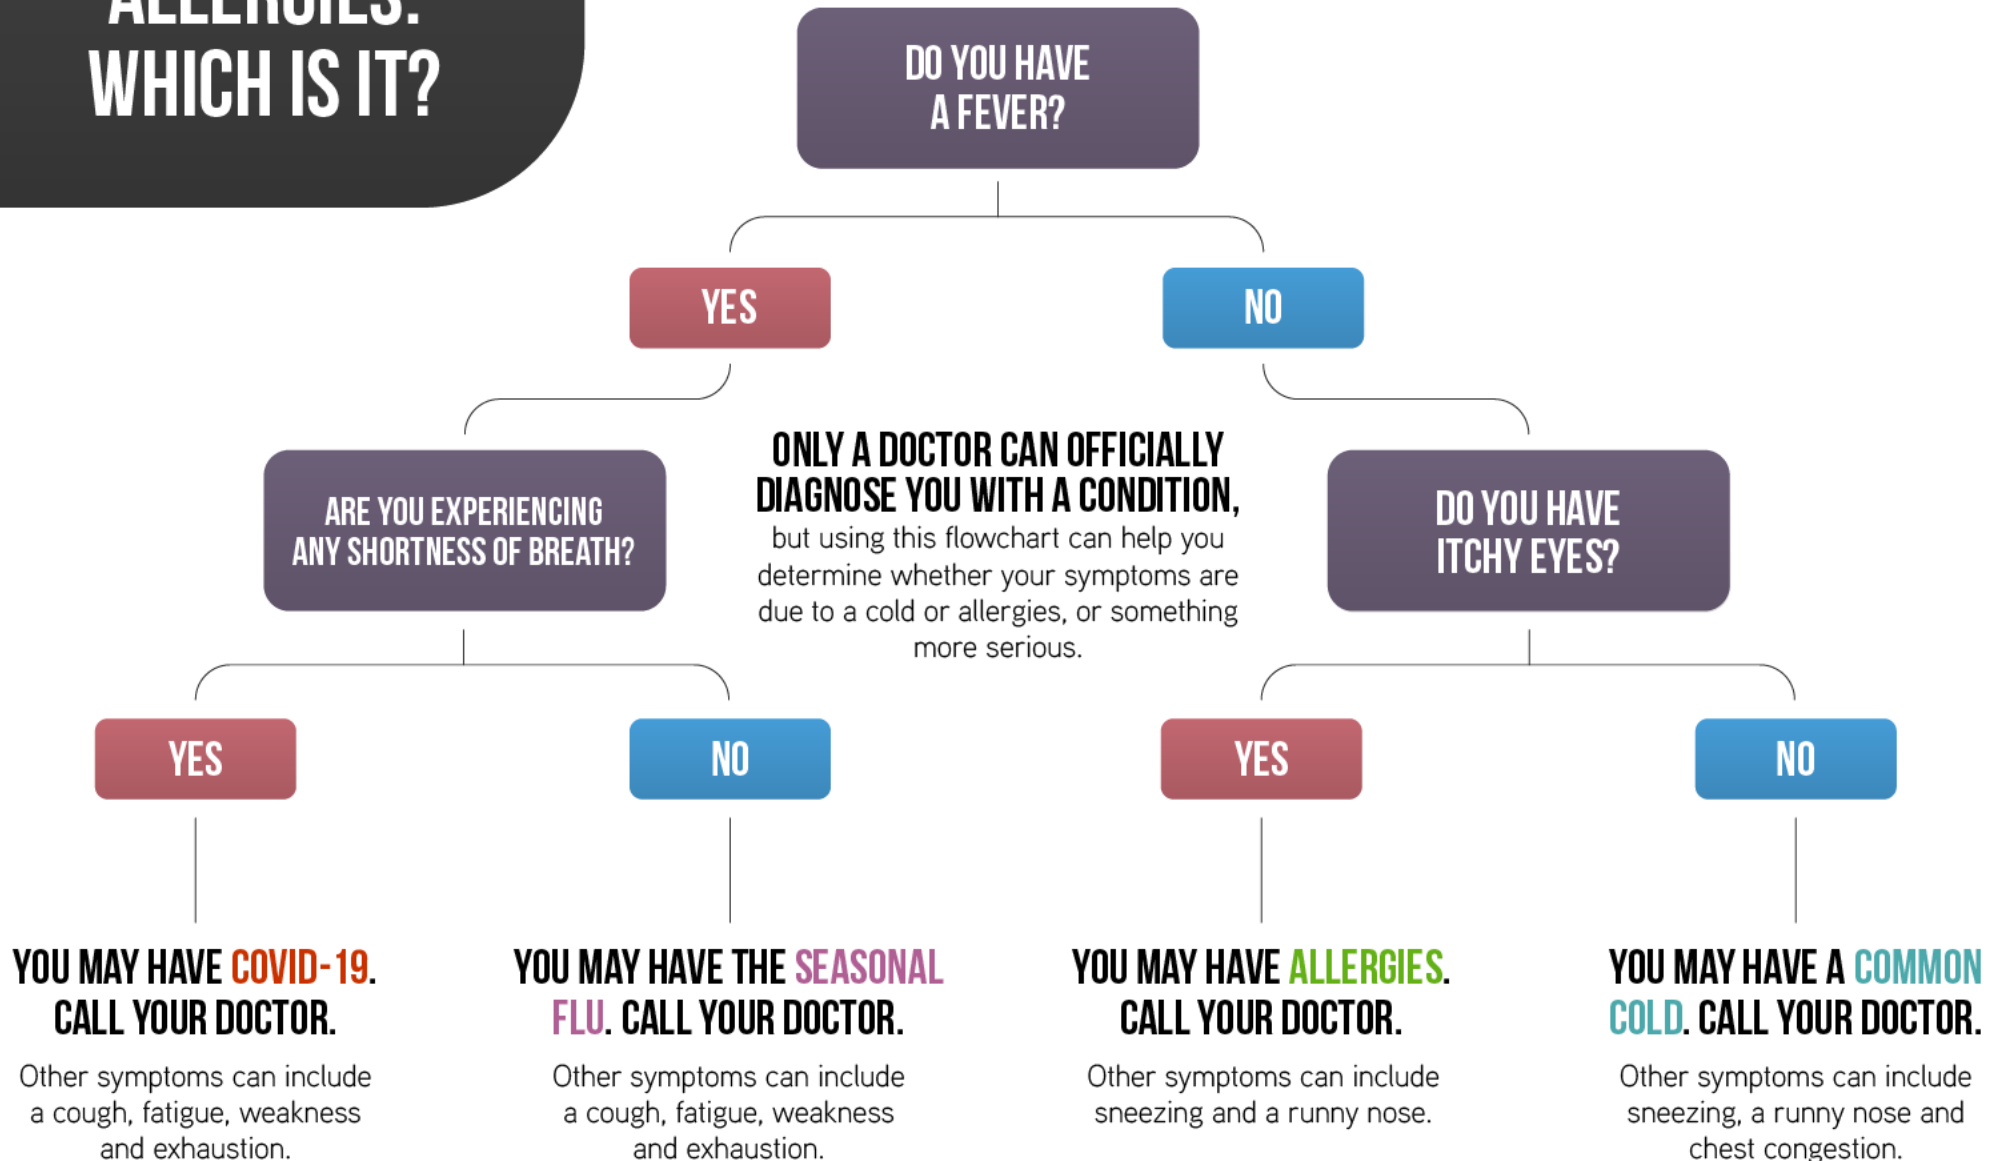 ALLERGIES:
WHICH IS IT?
DO YOU HAVE
A FEVER?
YES
NO
ONLY A DOCTOR CAN OFFICIALLY
DIAGNOSE YOU WITH A CONDITION,
but using this flowchart can help you
determine whether your symptoms are
due to a cold or allergies, or something
more serious.
ARE YOU EXPERIENCING
ANY SHORTNESS OF BREATH?
DO YOU HAVE
ITCHY EYES?
YES
NO
YES
NO
YOU MAY HAVE COVID-19.
CALL YOUR DOCTOR.
Other symptoms can include
a cough, fatigue, weakness
and exhaustion.
YOU MAY HAVE THE SEASONAL
FLU. CALL YOUR DOCTOR.
Other symptoms can include
a cough, fatigue, weakness
and exhaustion.
YOU MAY HAVE ALLERGIES.
CALL YOUR DOCTOR.
Other symptoms can include
sneezing and a runny nose.
YOU MAY HAVE A COMMON
COLD. CALL YOUR DOCTOR.
Other symptoms can include
sneezing, a runny nose and
chest congestion.